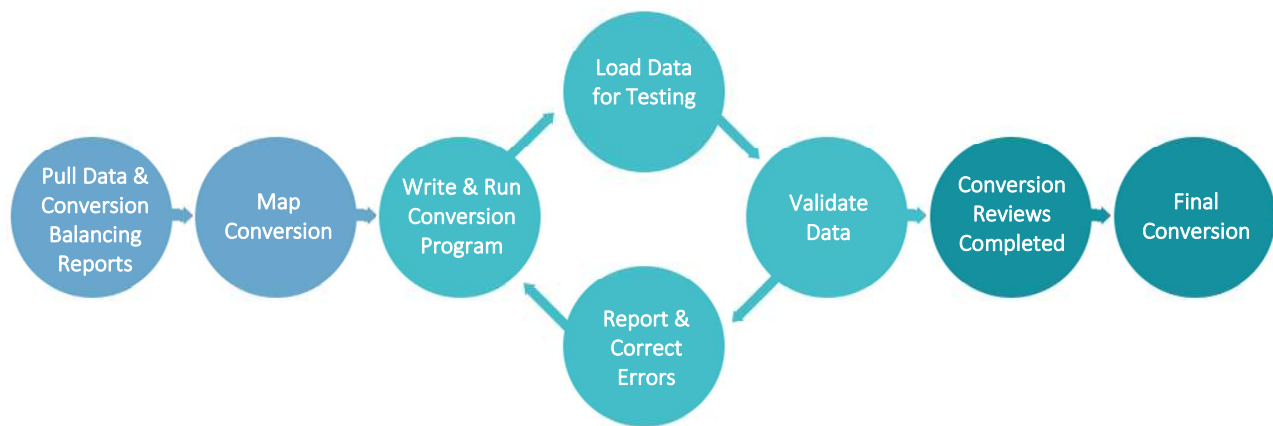 Pull Data &
Conversion
Balancing
Reports
Map
Conversion
Write & Run
Conversion
Program
Load Data
for Testing
Validate
Data
Report &
Correct
Errors
Conversion
Reviews
Completed
Final
Conversion